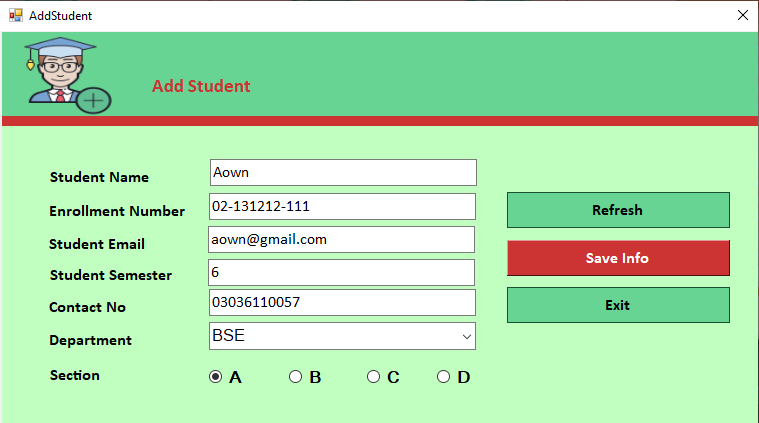 AddStudent
Add Student
Student Name Aown
Enrollment Number 02-131212-111 Refresh
Student Email aown@gmail.com
Save Info
Student Semester 6
Contact No 03036110057 Exit
Department BSE
Section A B C D